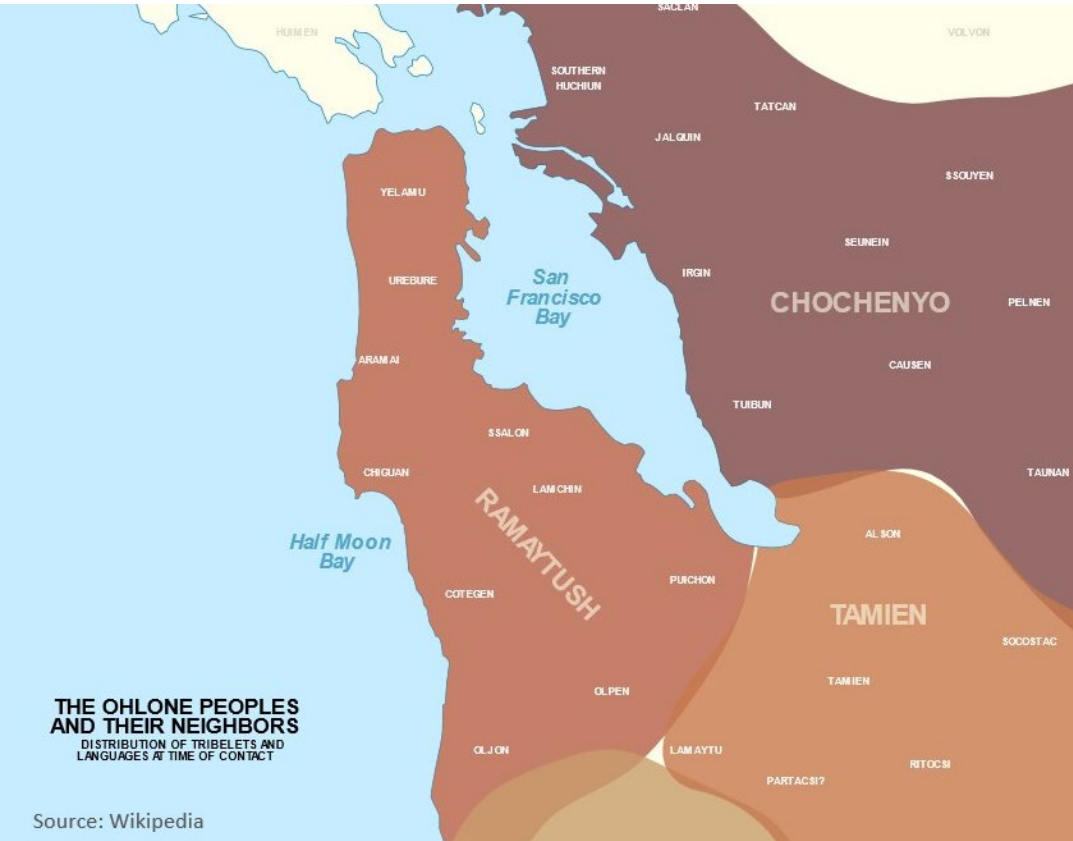 SACLAN
HUIMEN
VOLVON
SOUTHERN
HUCHIUN
TATCAN
JALQUIN
SSOUYEN
YELAMU
SEUNEIN
IRGIN
UREBURE
San
Francisco
Bay
CHOCHENYO
PELNEN
ARAMAI
CAUSEN
TUIBUN
SSALON
CHIGUAN
TAUNAN
LAMCHIN
RAMAYTUSH
ALSON
Half Moon
Bay
PUICHON
COTEGEN
TAMIEN
SOCOSTAC
TAMIEN
OLPEN
THE OHLONE PEOPLES
AND THEIR NEIGHBORS
DISTRIBUTION OF TRIBELETS AND
LANGUAGES AT TIME OF CONTACT
OLJON
LAMAYTU
RITOCSI
PARTACSI?
Source: Wikipedia